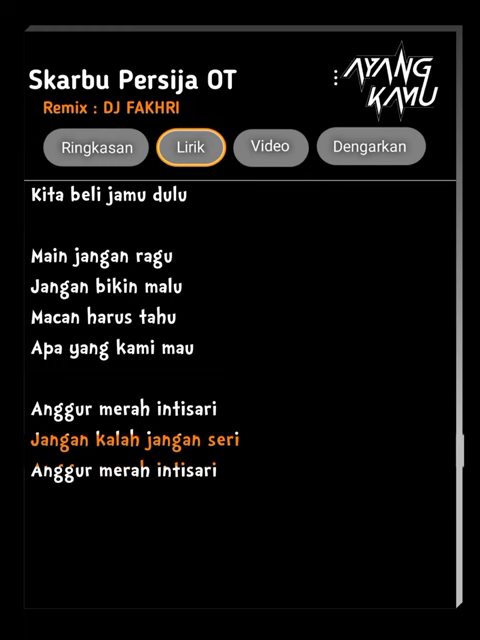 Skarbu Persija OT
AYANG
KAMU
Remix : DJ FAKHRI
Ringkasan
Lirik
Video
Dengarkan
Kita beli jamu dulu
Main jangan ragu
Jangan bikin malu
Macan harus tahu
Apa yang kami mau
Anggur merah intisari
Jangan kalah jangan seri
Anggur merah intisari